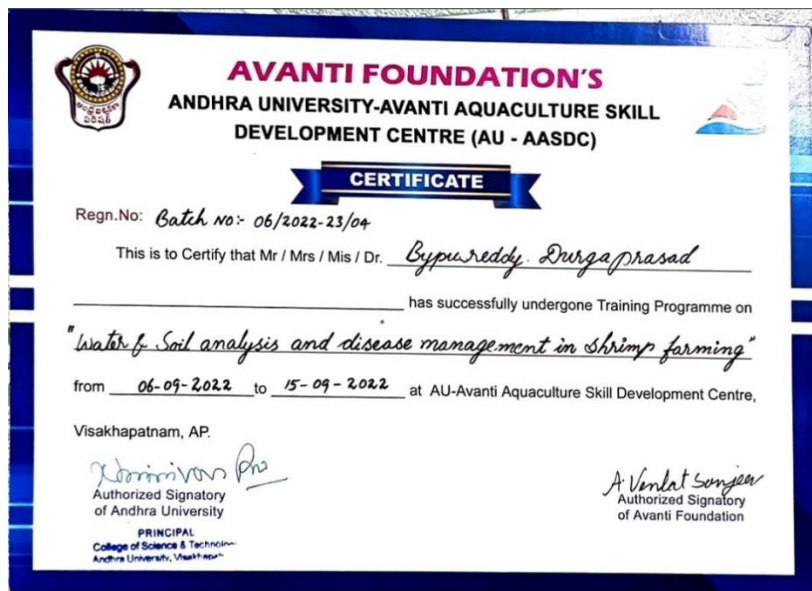 ఆంధ్ర విశ్వకళా
పరిషత్
AVANTI FOUNDATION'S
ANDHRA UNIVERSITY-AVANTI AQUACULTURE SKILL
DEVELOPMENT CENTRE (AU - AASDC)
CERTIFICATE
Regn.No: Batch No:- 06/2022-23/04
This is to Certify that Mr / Mrs / Mis / Dr. Bypureddy. Durgaprasad
has successfully undergone Training Programme on
"Water & Soil analysis and disease management in shrimp farming"
from 06-09-2022 to 15-09-2022 at AU-Avanti Aquaculture Skill Development Centre,
Visakhapatnam, AP.
Authorized Signatory
of Andhra University
PRINCIPAL
College of Science &
Andhra University,
A. Venkat Sanjeev
Authorized Signatory
of Avanti Foundation